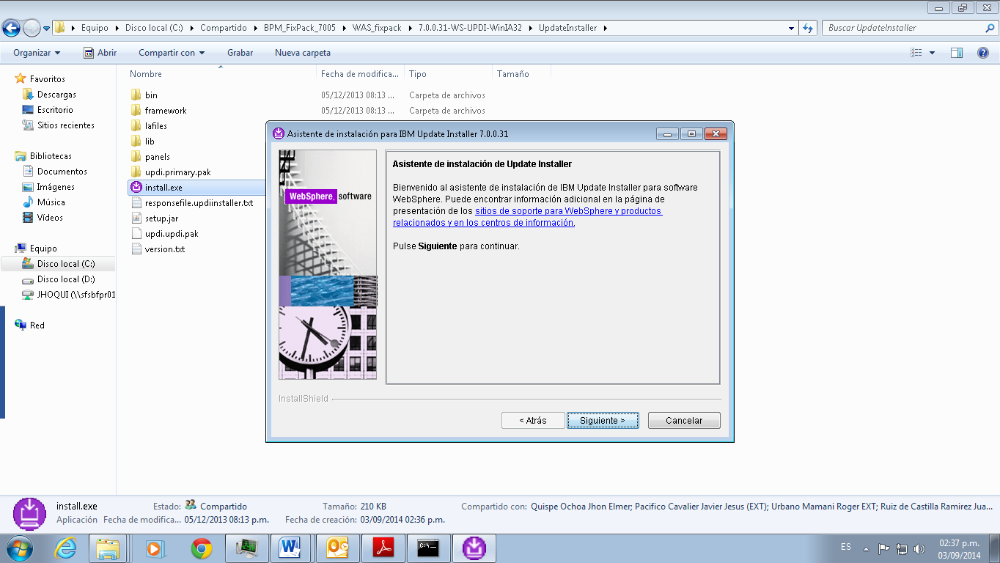 Equipo Disco local (C:) Compartido BPM_FixPack_7005 WAS_fixpack 7.0.0.31-WS-UPDI-WinIA32 UpdateInstaller
Buscar UpdateInstaller
Organizar Abrir Compartir con Grabar Nueva carpeta
Favoritos
Descargas
Escritorio
Sitios recientes
Bibliotecas
Documentos
Imágenes
Música
Vídeos
Equipo
Disco local (C:)
Disco local (D:)
JHOQUI (\\sfsbfpr01
Red
Nombre Fecha de modifica... Tipo Tamaño
bin 05/12/2013 08:13 ... Carpeta de archivos
framework 05/12/2013 08:13 ... Carpeta de archivos
lafiles
lib
panels
updi.primary.pak
install.exe
responsefile.updiinstaller.txt
setup.jar
updi.updi.pak
version.txt
Asistente de instalación para IBM Update Installer 7.0.0.31
WebSphere. software
Asistente de instalación de Update Installer
Bienvenido al asistente de instalación de IBM Update Installer para software
WebSphere. Puede encontrar información adicional en la página de
presentación de los sitios de soporte para WebSphere y productos
relacionados y en los centros de información.
Pulse Siguiente para continuar.
InstallShield
< Atrás Siguiente > Cancelar
install.exe Estado: Compartido Tamaño: 210 KB Compartido con: Quispe Ochoa Jhon Elmer; Pacifico Cavalier Javier Jesus (EXT); Urbano Mamani Roger EXT; Ruiz de Castilla Ramirez Jua...
Aplicación Fecha de modifica... 05/12/2013 08:13 p.m. Fecha de creación: 03/09/2014 02:36 p.m.
ES
02:37 p.m.
03/09/2014